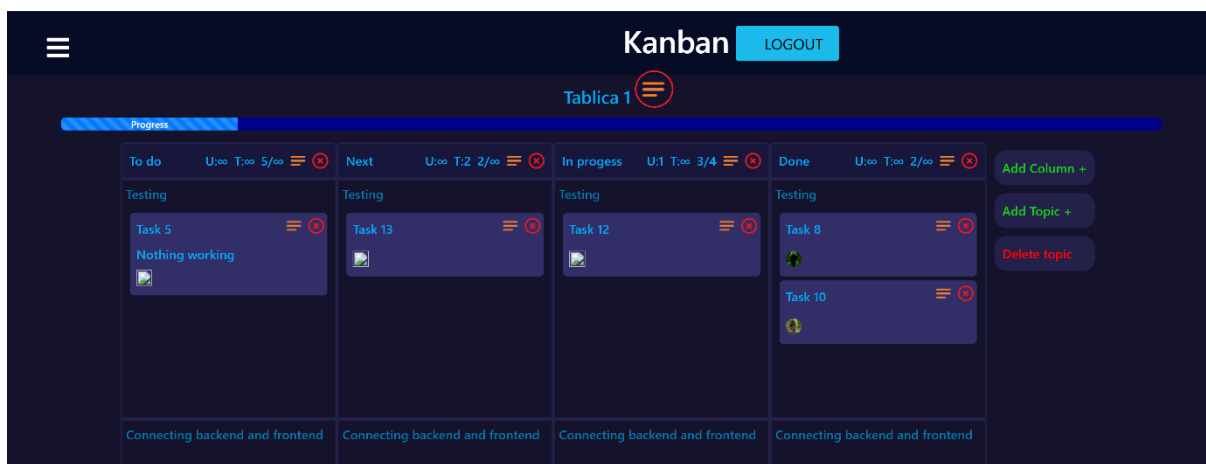 Kanban LOGOUT
Tablica 1
Progress
To do U:∞ T:∞ 5/∞
Next U:∞ T:2 2/∞
In progess U:1 T:∞ 3/4
Done U:∞ T:∞ 2/∞
Add Column +
Testing
Testing
Testing
Testing
Add Topic +
Task 5
Nothing working
Task 13
Task 12
Task 8
Delete topic
Task 10
Connecting backend and frontend
Connecting backend and frontend
Connecting backend and frontend
Connecting backend and frontend